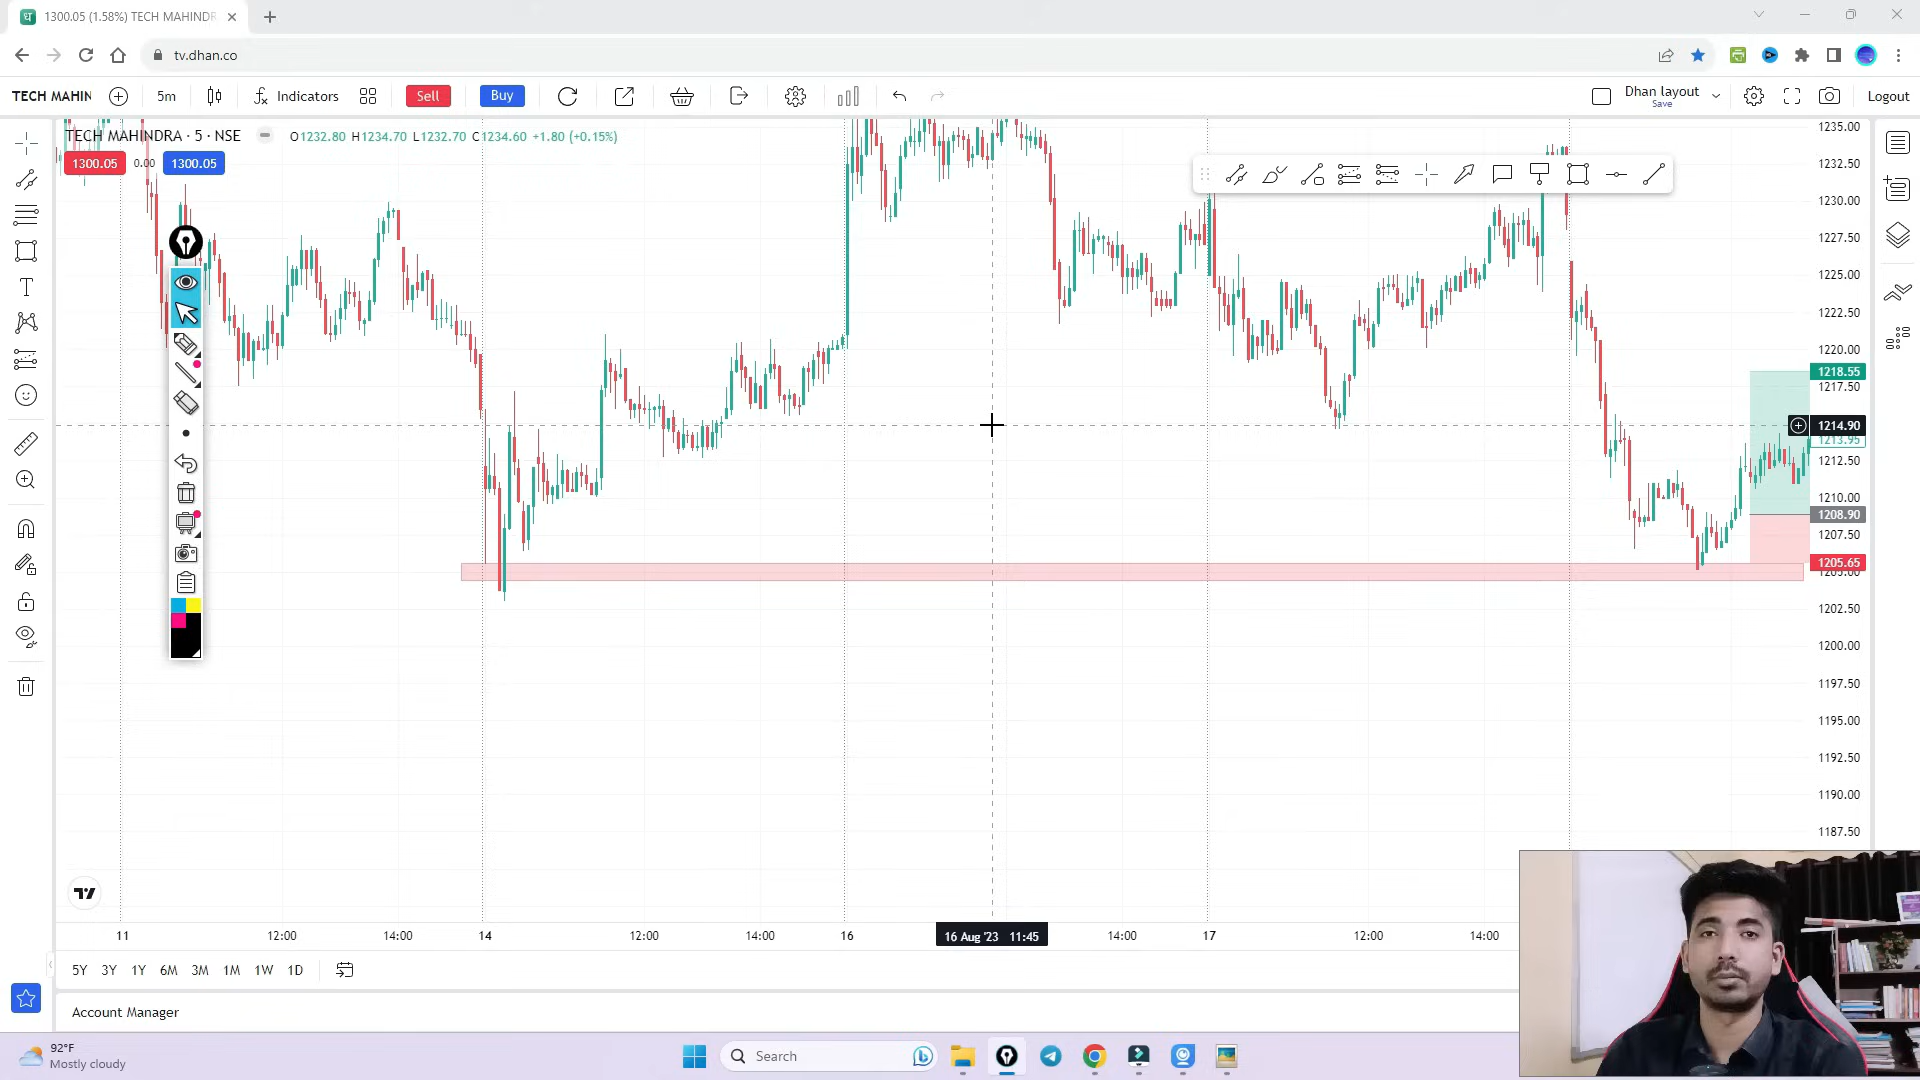 1300.05 (1.58%) TECH MAHINDR
tv.dhan.co
TECH MAHIN
5m
Indicators
Sell
Buy
Dhan layout
Save
Logout
TECH MAHINDRA · 5 · NSE
O1232.80 H1234.70 L1232.70 C1234.60 +1.80 (+0.15%)
1300.05
0.00
1300.05
1235.00
1232.50
1230.00
1227.50
1225.00
1222.50
1220.00
1218.55
1217.50
1214.90
1213.95
1212.50
1210.00
1208.90
1207.50
1205.65
1205.00
1202.50
1200.00
1197.50
1195.00
1192.50
1190.00
1187.50
11
12:00
14:00
14
12:00
14:00
16
16 Aug '23 11:45
14:00
17
12:00
14:00
5Y
3Y
1Y
6M
3M
1M
1W
1D
Account Manager
92°F
Mostly cloudy
Search